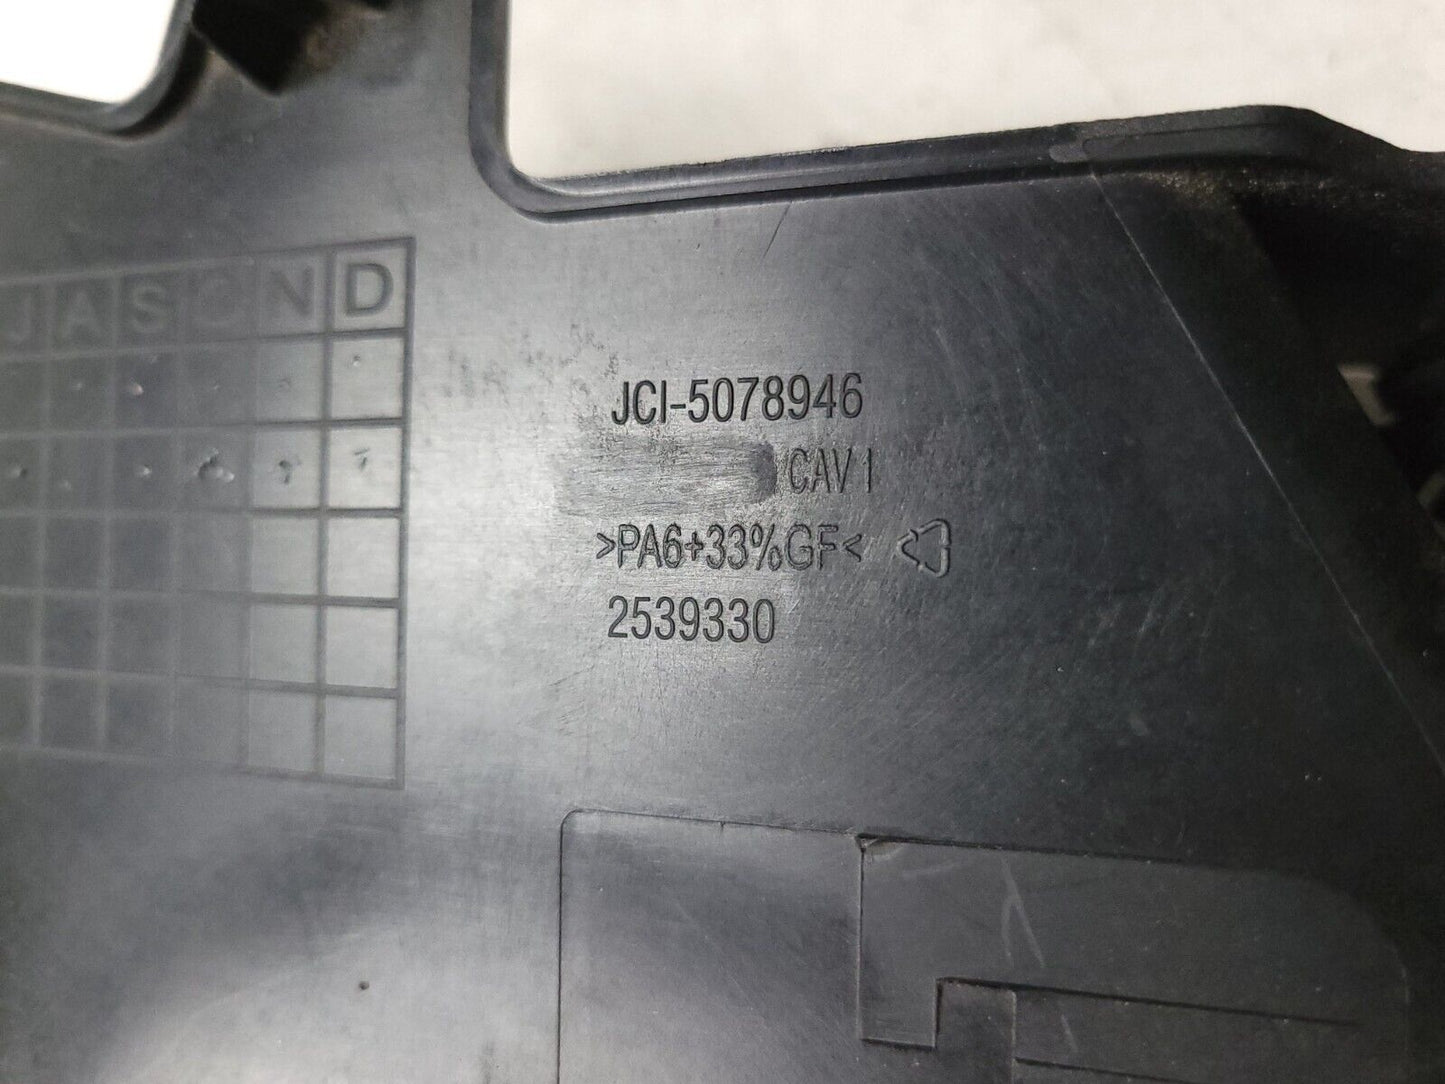 J A S O N D
JCI-5078946
CAV 1
>PA6+33%GF<
2539330